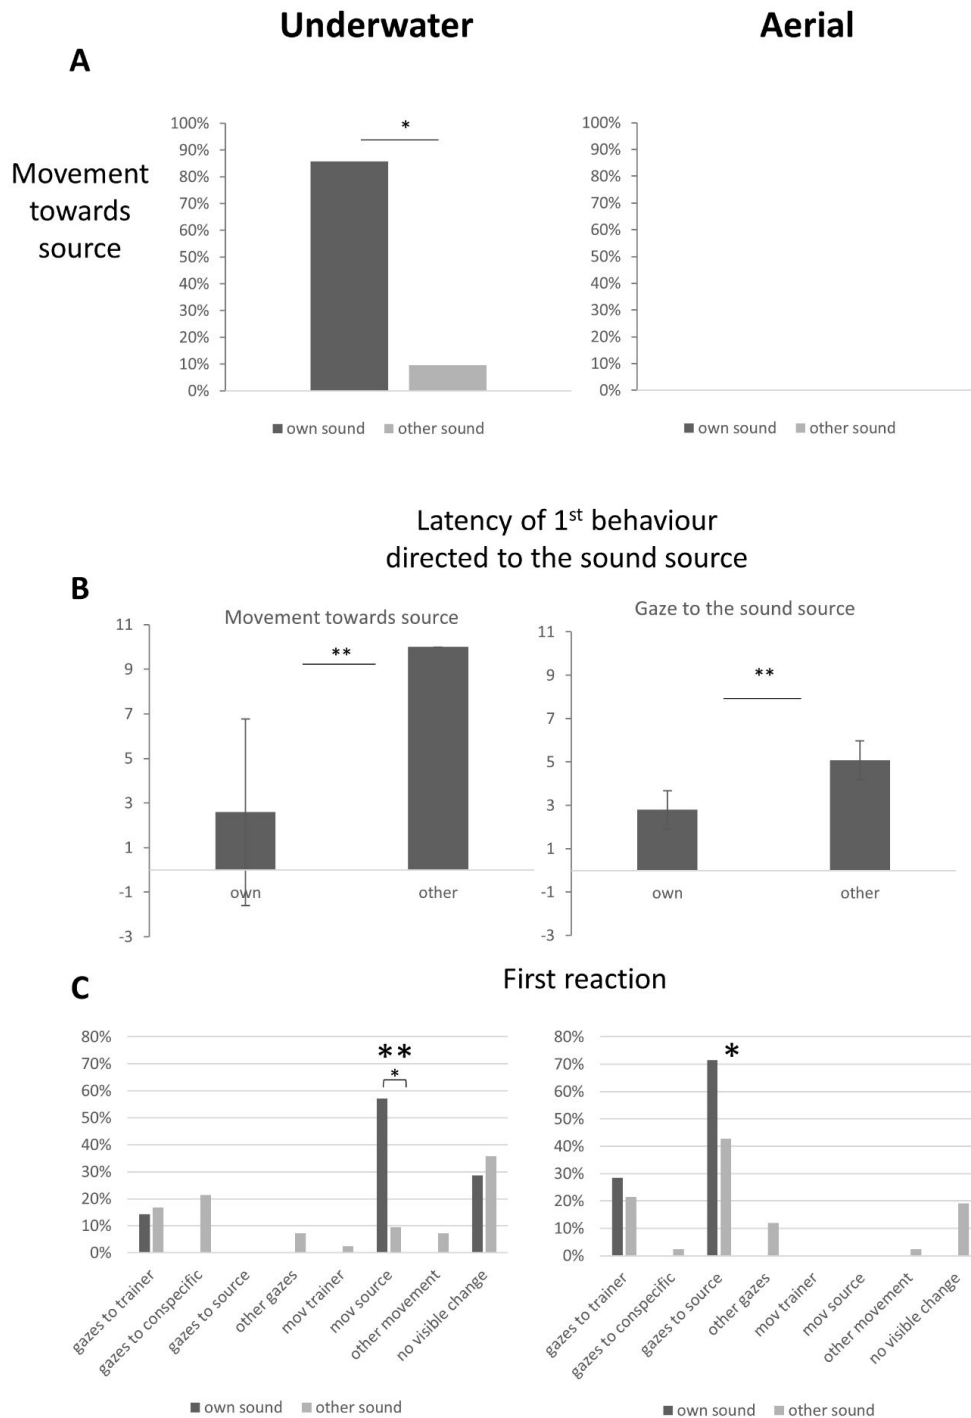 Underwater
Aerial
A
Movement
towards
source
100%
90%
80%
70%
60%
50%
40%
30%
20%
10%
0%
*
own sound other sound
100%
90%
80%
70%
60%
50%
40%
30%
20%
10%
0%
own sound other sound
Latency of 1st behaviour
directed to the sound source
B
Movement towards source
11
9
7
5
3
1
-1
-3
**
own other
Gaze to the sound source
11
9
7
5
3
1
-1
-3
**
own other
C
First reaction
80%
70%
60%
50%
40%
30%
20%
10%
0%
**
*
gazes to trainer
gazes to conspecific
gazes to source
other gazes
mov trainer
mov source
other movement
no visible change
own sound other sound
80%
70%
60%
50%
40%
30%
20%
10%
0%
*
gazes to trainer
gazes to conspecific
gazes to source
other gazes
mov trainer
mov source
other movement
no visible change
own sound other sound